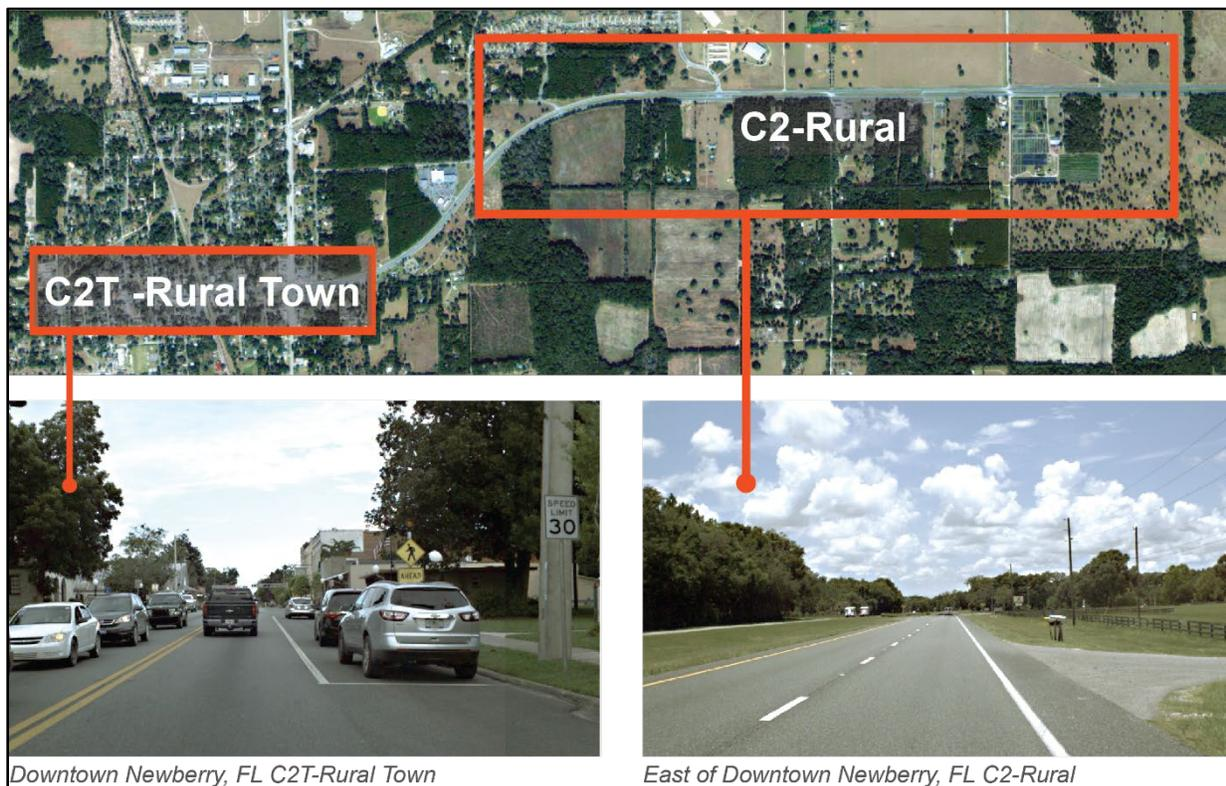 C2-Rural
C2T -Rural Town
SPEED
LIMIT
30
AHEAD
Downtown Newberry, FL C2T-Rural Town
East of Downtown Newberry, FL C2-Rural